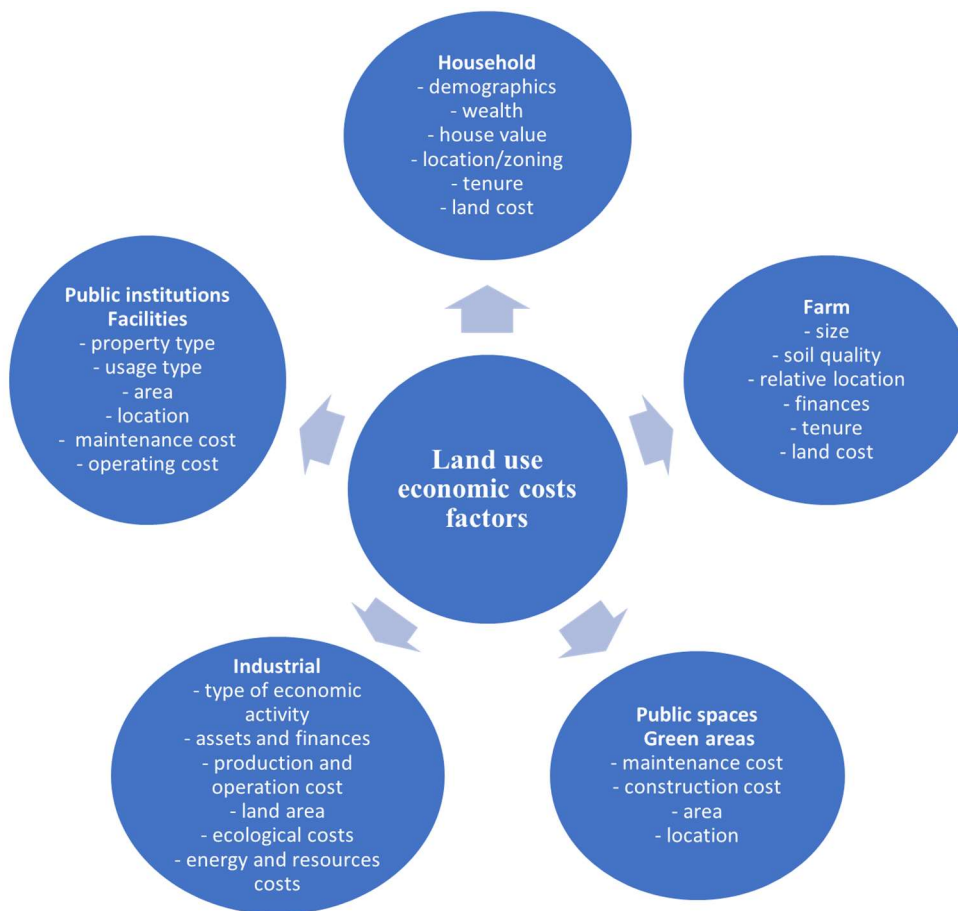 Household
- demographics
- wealth
- house value
- location/zoning
- tenure
- land cost
Public institutions
Facilities
- property type
- usage type
- area
- location
- maintenance cost
- operating cost
Farm
- size
- soil quality
- relative location
- finances
- tenure
- land cost
Land use
economic costs
factors
Industrial
- type of economic
activity
- assets and finances
- production and
operation cost
- land area
- ecological costs
- energy and resources
costs
Public spaces
Green areas
- maintenance cost
- construction cost
- area
- location